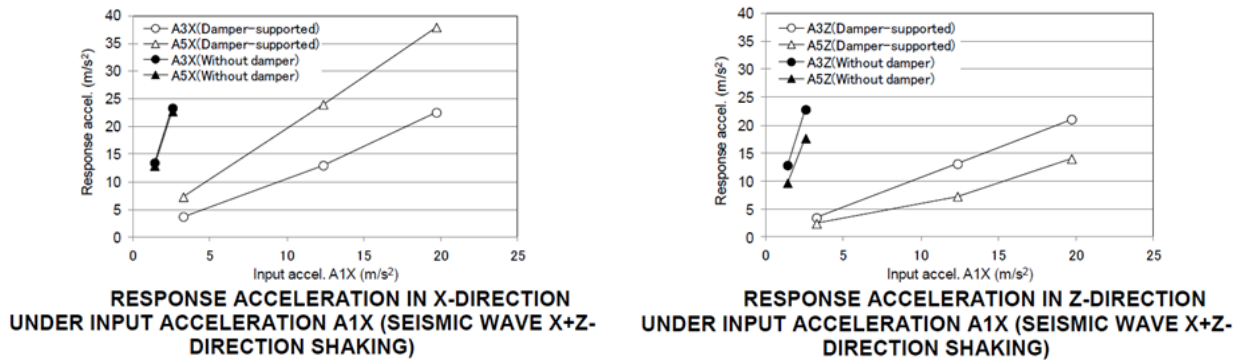 40
35
30
25
20
15
10
5
0
Response accel. (m/s²)
A3X(Damper-supported)
A5X(Damper-supported)
A3X(Without damper)
A5X(Without damper)
0 5 10 15 20 25
Input accel. A1X (m/s²)
RESPONSE ACCELERATION IN X-DIRECTION
UNDER INPUT ACCELERATION A1X (SEISMIC WAVE X+Z-
DIRECTION SHAKING)
40
35
30
25
20
15
10
5
0
Response accel. (m/s²)
A3Z(Damper-supported)
A5Z(Damper-supported)
A3Z(Without damper)
A5Z(Without damper)
0 5 10 15 20 25
Input accel. A1X (m/s²)
RESPONSE ACCELERATION IN Z-DIRECTION
UNDER INPUT ACCELERATION A1X (SEISMIC WAVE X+Z-
DIRECTION SHAKING)